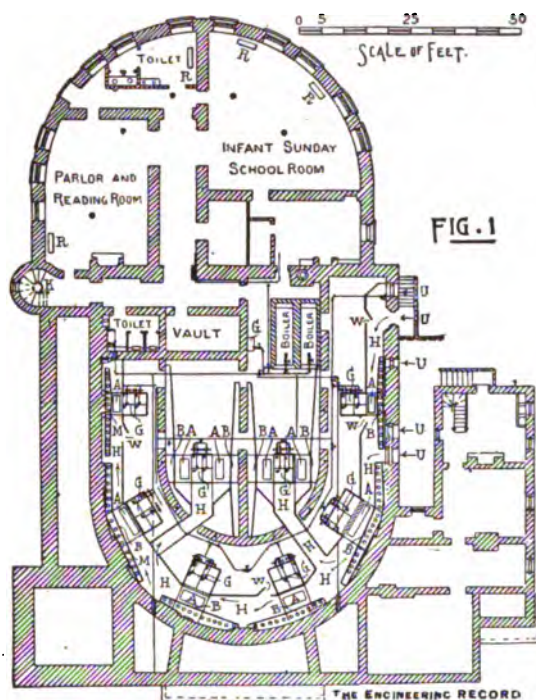 0 5 25 50
SCALE OF FEET.
TOILET
R
R
R
INFANT SUNDAY
SCHOOL ROOM
PARLOR AND
READING ROOM
R
FIG. 1
K
U
W
U
TOILET
VAULT
G
BOILER
BOILER
H
U
A
G
G
A
W
M
W
B
U
BA AB BA AB
H
H
U
A
G
G
G
G
A
H
H
B
M
H
G
W
G
H
B
H
A
B
H
B
A
THE ENGINEERING RECORD